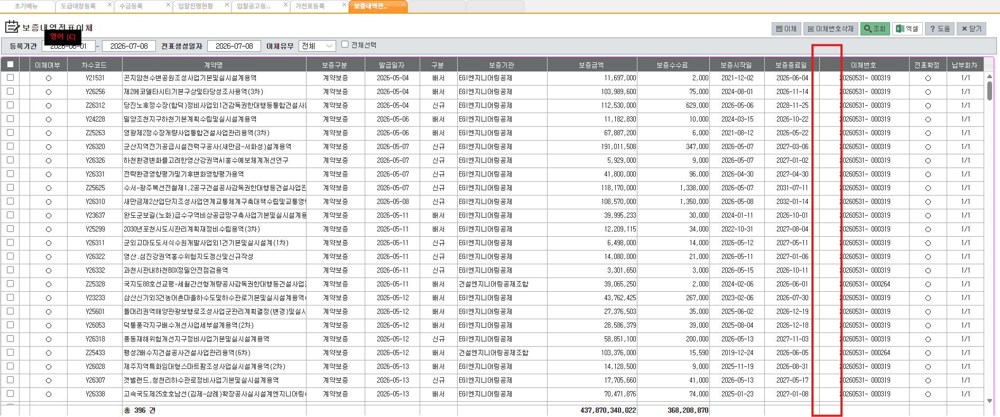 초기메뉴 도급대장등록 수금등록 입찰진행현황 입찰공고등.. 가전표등록 보증내역전..
보증내역전표이체
영어 [C]
이체 이체번호삭제 조회 엑셀 ? 도움 닫기
등록기간 2026-06-01 ~ 2026-07-08 전표생성일자 2026-07-08 이체유무 전체 전체선택
이체여부 차수코드 계약명 보증구분 발급일자 구분 보증기관 보증금액 보증수수료 보증시작일 보증종료일 이체번호 전표확정 납부회차
Y21531 곤지암천수변공원조성사업기본및실시설계용역 계약보증 2026-05-04 배서 EGI엔지니어링공제 11,697,000 2,000 2021-12-02 2026-06-04 20260531- 000319 1/1
Y26256 제2에코델타시티기본구상및타당성조사용역(3차) 계약보증 2026-05-04 배서 EGI엔지니어링공제 103,989,600 75,000 2024-08-01 2026-11-14 20260531- 000319 1/1
Z26312 당진노후정수장(합덕)정비사업외1건감독권한대행등통합건설사업 계약보증 2026-05-04 신규 EGI엔지니어링공제 112,530,000 629,000 2026-05-06 2028-11-25 20260531- 000319 1/1
Y24228 밀양조천지구하천기본계획수립및실시설계용역 계약보증 2026-05-06 배서 EGI엔지니어링공제 11,182,830 10,000 2024-03-15 2026-10-22 20260531- 000319 1/1
Z25263 영광제2정수장개량사업통합건설사업관리용역(3차) 계약보증 2026-05-06 배서 EGI엔지니어링공제 67,887,200 6,000 2021-08-12 2026-05-22 20260531- 000319 1/1
Y26320 군산지역전기공급시설전력구공사(새만금-서화성)설계용역 계약보증 2026-05-07 신규 EGI엔지니어링공제 191,011,508 347,000 2026-05-07 2027-03-06 20260531- 000319 1/1
Y26326 하천환경변화를고려한영산강권역AI홍수예보체계개선연구 계약보증 2026-05-07 신규 EGI엔지니어링공제 5,929,000 9,000 2026-05-07 2027-01-02 20260531- 000319 1/1
Y26331 전략환경영향평가및기후변화영향평가용역 계약보증 2026-05-07 신규 EGI엔지니어링공제 41,800,000 96,000 2026-04-30 2027-04-30 20260531- 000319 1/1
Z25625 수서~광주복선전철제1,2공구건설공사감독권한대행등건설사업관 계약보증 2026-05-07 신규 EGI엔지니어링공제 118,170,000 1,338,000 2026-05-07 2031-07-11 20260531- 000319 1/1
Y26310 새만금제2산업단지조성사업연계교통체계구축대책수립및교통영향 계약보증 2026-05-08 신규 EGI엔지니어링공제 108,570,000 1,350,000 2026-05-08 2032-01-14 20260531- 000319 1/1
Y23637 완도군보길(노화)급수구역비상공급망구축사업기본및실시설계용 계약보증 2026-05-11 배서 EGI엔지니어링공제 39,995,233 30,000 2024-01-11 2026-10-01 20260531- 000319 1/1
Y25299 2030년포천시도시관리계획재정비수립용역(3차) 계약보증 2026-05-11 배서 EGI엔지니어링공제 12,209,115 34,000 2022-10-31 2027-08-04 20260531- 000319 1/1
Y26311 군외고마도도서식수원개발사업외1건기본및실시설계(1차) 계약보증 2026-05-11 신규 EGI엔지니어링공제 6,498,000 14,000 2026-05-12 2027-05-11 20260531- 000319 1/1
Y26322 영산.섬진강권역홍수위험지도갱신및신규작성 계약보증 2026-05-11 신규 EGI엔지니어링공제 14,080,000 21,000 2026-05-11 2027-01-06 20260531- 000319 1/1
Y26332 과천시관내하천BOX정밀안전점검용역 계약보증 2026-05-11 신규 EGI엔지니어링공제 3,301,650 3,000 2026-05-15 2026-10-11 20260531- 000319 1/1
Z25328 국지도88호선교평~세월간선형개량공사감독권한대행등건설사업관 계약보증 2026-05-11 배서 건설엔지니어링공제조합 39,065,250 2,000 2024-02-06 2026-06-01 20260531- 000264 1/1
Y23233 삼산신기외3건농어촌마을하수도및하수관로기본및실시설계용역( 계약보증 2026-05-12 배서 EGI엔지니어링공제 43,762,425 267,000 2023-02-06 2026-07-30 20260531- 000319 1/1
Y25601 돌머리권역해양관광보행로조성사업군관리계획결정(변경)및실시 계약보증 2026-05-12 배서 EGI엔지니어링공제 27,376,503 35,000 2025-06-02 2026-12-19 20260531- 000319 1/1
Y26053 덕통풍각지구배수개선사업세부설계용역(2차) 계약보증 2026-05-12 배서 EGI엔지니어링공제 28,586,379 39,000 2025-08-04 2026-12-18 20260531- 000319 1/1
Y26318 풍동재해위험개선지구정비사업기본및실시설계용역 계약보증 2026-05-12 신규 EGI엔지니어링공제 58,851,100 200,000 2026-05-13 2027-11-03 20260531- 000319 1/1
Z25433 팽성2배수지건설공사건설사업관리용역(6차) 계약보증 2026-05-12 배서 건설엔지니어링공제조합 103,376,000 15,590 2019-12-24 2026-06-05 20260531- 000264 1/1
Y26028 제주지역특화임대형스마트팜조성사업실시설계용역(2차) 계약보증 2026-05-13 배서 EGI엔지니어링공제 14,128,500 9,000 2025-11-19 2026-08-31 20260531- 000319 1/1
Y26307 갯벌랜드,청천리하수관로정비사업기본및실시설계용역 계약보증 2026-05-13 신규 EGI엔지니어링공제 17,705,660 41,000 2026-05-13 2027-05-17 20260531- 000319 1/1
Y26338 고속국도제25호호남선(김제~삼례)확장공사실시설계엔지니어링( 계약보증 2026-05-13 배서 EGI엔지니어링공제 70,471,876 74,000 2025-01-23 2027-01-08 20260531- 000319 1/1
총 396 건 437,870,340,022 368,208,870